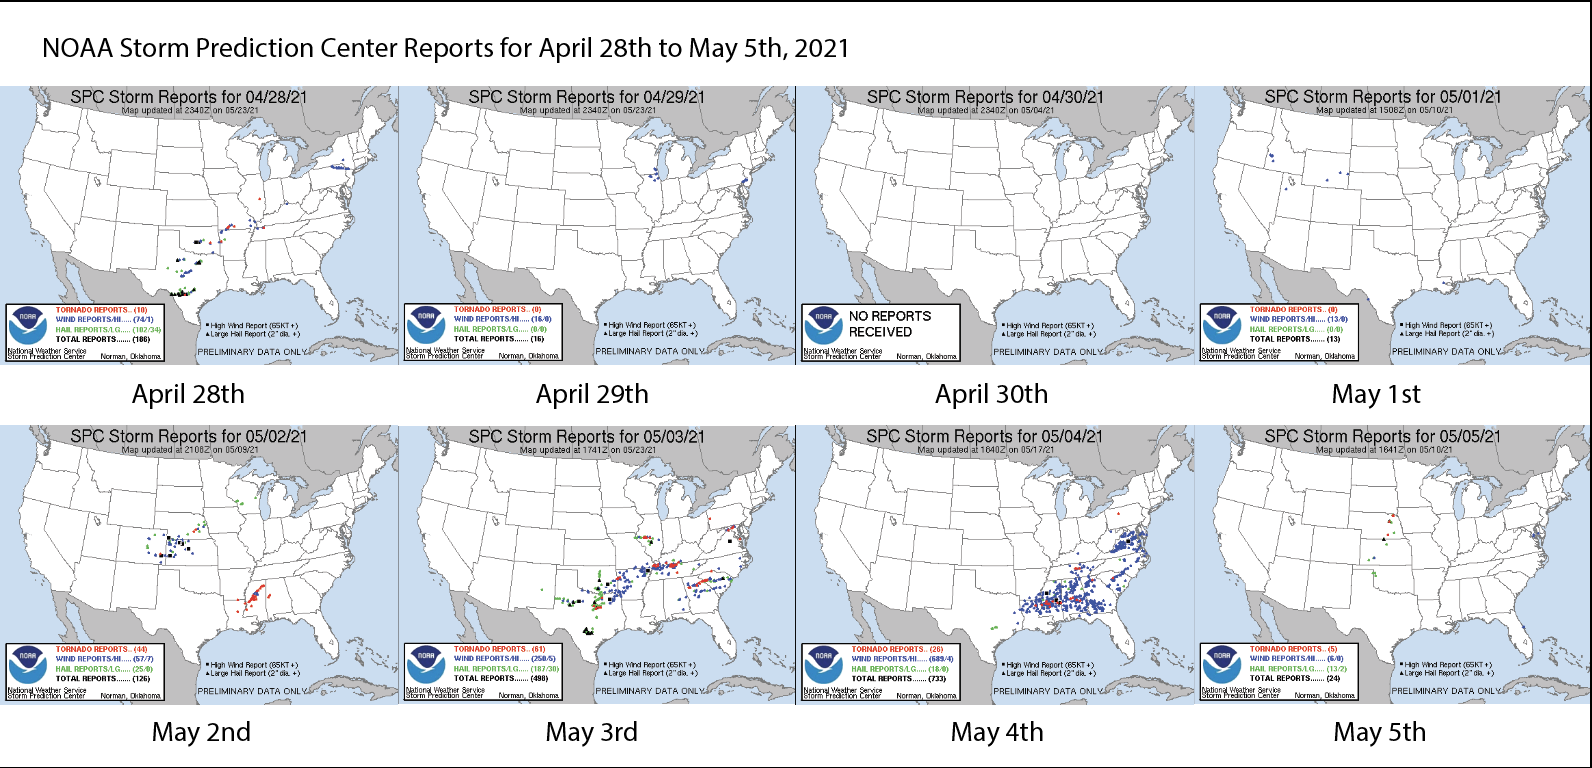 NOAA Storm Prediction Center Reports for April 28th to May 5th, 2021
SPC Storm Reports for 04/28/21
Map updated at 2340Z on 05/23/21
NOAA
TORNADO REPORTS.. (10)
WIND REPORTS/HI..... (74/1)
HAIL REPORTS/LG..... (102/34)
TOTAL REPORTS....... (186)
National Weather Service
Storm Prediction Center Norman, Oklahoma
High Wind Report (65KT +)
Large Hail Report (2" dia. +)
PRELIMINARY DATA ONLY
April 28th
SPC Storm Reports for 04/29/21
Map updated at 2340Z on 05/23/21
NOAA
TORNADO REPORTS.. (0)
WIND REPORTS/HI..... (16/0)
HAIL REPORTS/LG..... (0/0)
TOTAL REPORTS....... (16)
National Weather Service
Storm Prediction Center Norman, Oklahoma
High Wind Report (65KT +)
Large Hail Report (2" dia. +)
PRELIMINARY DATA ONLY
April 29th
SPC Storm Reports for 04/30/21
Map updated at 2340Z on 05/04/21
NOAA
NO REPORTS
RECEIVED
National Weather Service
Storm Prediction Center Norman, Oklahoma
High Wind Report (65KT +)
Large Hail Report (2" dia. +)
PRELIMINARY DATA ONLY
April 30th
SPC Storm Reports for 05/01/21
Map updated at 1508Z on 05/10/21
NOAA
TORNADO REPORTS.. (0)
WIND REPORTS/HI..... (13/0)
HAIL REPORTS/LG..... (0/0)
TOTAL REPORTS....... (13)
National Weather Service
Storm Prediction Center Norman, Oklahoma
High Wind Report (65KT +)
Large Hail Report (2" dia. +)
PRELIMINARY DATA ONLY
May 1st
SPC Storm Reports for 05/02/21
Map updated at 2106Z on 05/09/21
NOAA
TORNADO REPORTS.. (44)
WIND REPORTS/HI..... (57/7)
HAIL REPORTS/LG..... (25/0)
TOTAL REPORTS....... (126)
National Weather Service
Storm Prediction Center Norman, Oklahoma
High Wind Report (65KT +)
Large Hail Report (2" dia. +)
PRELIMINARY DATA ONLY
May 2nd
SPC Storm Reports for 05/03/21
Map updated at 1741Z on 05/23/21
NOAA
TORNADO REPORTS.. (61)
WIND REPORTS/HI..... (250/5)
HAIL REPORTS/LG..... (187/30)
TOTAL REPORTS....... (498)
National Weather Service
Storm Prediction Center Norman, Oklahoma
High Wind Report (65KT +)
Large Hail Report (2" dia. +)
PRELIMINARY DATA ONLY
May 3rd
SPC Storm Reports for 05/04/21
Map updated at 1640Z on 05/17/21
NOAA
TORNADO REPORTS.. (26)
WIND REPORTS/HI..... (689/4)
HAIL REPORTS/LG..... (18/0)
TOTAL REPORTS....... (733)
National Weather Service
Storm Prediction Center Norman, Oklahoma
High Wind Report (65KT +)
Large Hail Report (2" dia. +)
PRELIMINARY DATA ONLY
May 4th
SPC Storm Reports for 05/05/21
Map updated at 1641Z on 05/10/21
NOAA
TORNADO REPORTS.. (5)
WIND REPORTS/HI..... (6/0)
HAIL REPORTS/LG..... (13/2)
TOTAL REPORTS....... (24)
National Weather Service
Storm Prediction Center Norman, Oklahoma
High Wind Report (65KT +)
Large Hail Report (2" dia. +)
PRELIMINARY DATA ONLY
May 5th